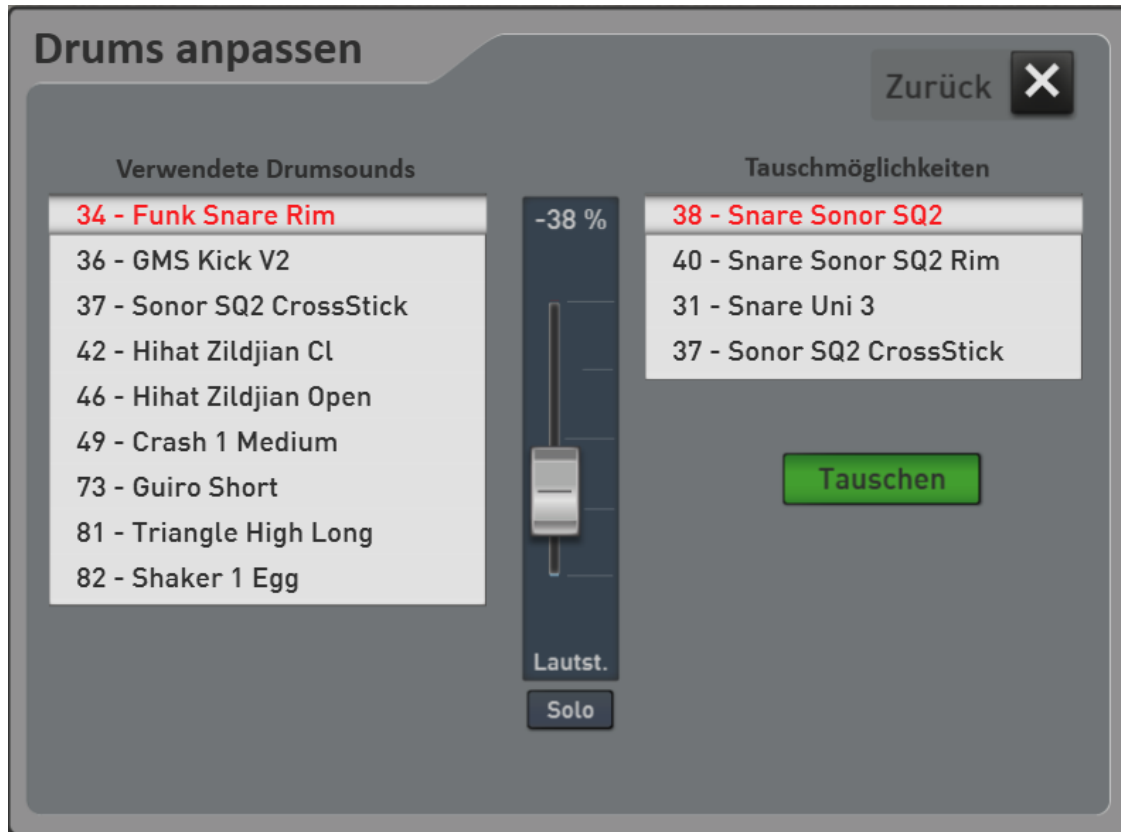 Drums anpassen
Zurück
Verwendete Drumsounds
34 - Funk Snare Rim
36 - GMS Kick V2
37 - Sonor SQ2 CrossStick
42 - Hihat Zildjian Cl
46 - Hihat Zildjian Open
49 - Crash 1 Medium
73 - Guiro Short
81 - Triangle High Long
82 - Shaker 1 Egg
-38 %
Lautst.
Solo
Tauschmöglichkeiten
38 - Snare Sonor SQ2
40 - Snare Sonor SQ2 Rim
31 - Snare Uni 3
37 - Sonor SQ2 CrossStick
Tauschen